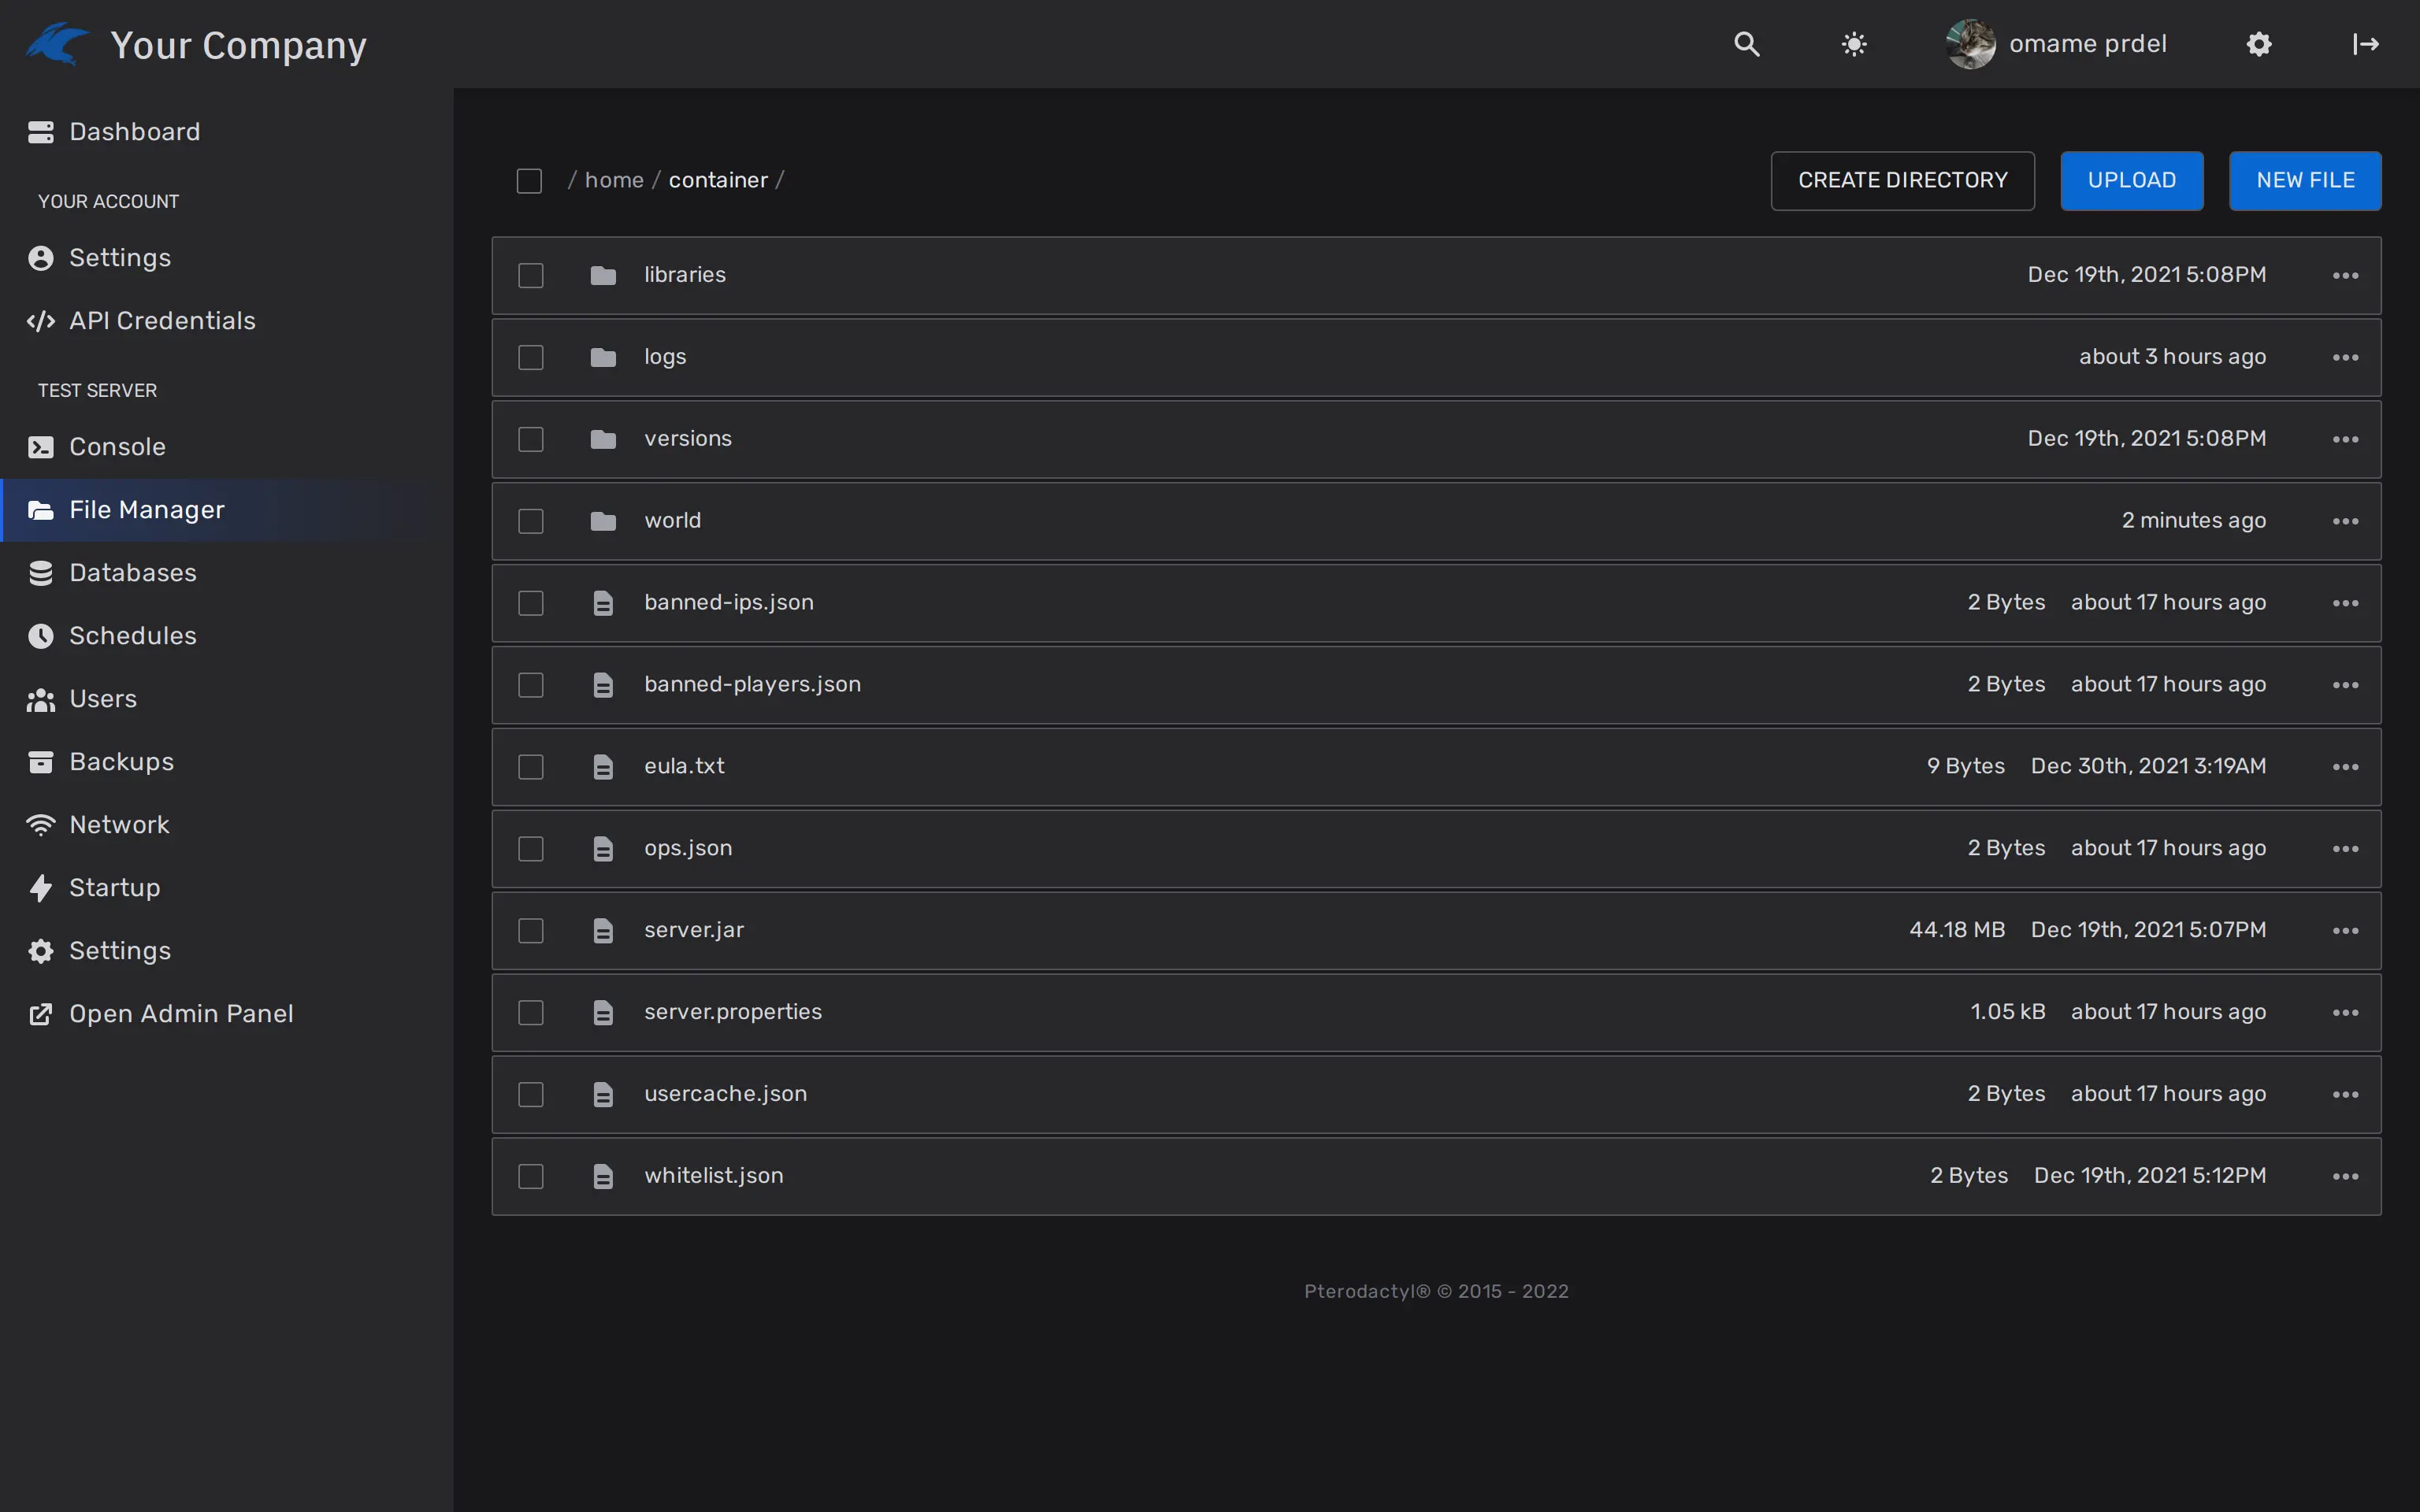 Your Company
omame prdel
Dashboard
YOUR ACCOUNT
Settings
API Credentials
TEST SERVER
Console
File Manager
Databases
Schedules
Users
Backups
Network
Startup
Settings
Open Admin Panel
/ home / container /
CREATE DIRECTORY
UPLOAD
NEW FILE
libraries Dec 19th, 2021 5:08PM
logs about 3 hours ago
versions Dec 19th, 2021 5:08PM
world 2 minutes ago
banned-ips.json 2 Bytes about 17 hours ago
banned-players.json 2 Bytes about 17 hours ago
eula.txt 9 Bytes Dec 30th, 2021 3:19AM
ops.json 2 Bytes about 17 hours ago
server.jar 44.18 MB Dec 19th, 2021 5:07PM
server.properties 1.05 kB about 17 hours ago
usercache.json 2 Bytes about 17 hours ago
whitelist.json 2 Bytes Dec 19th, 2021 5:12PM
Pterodactyl® © 2015 - 2022